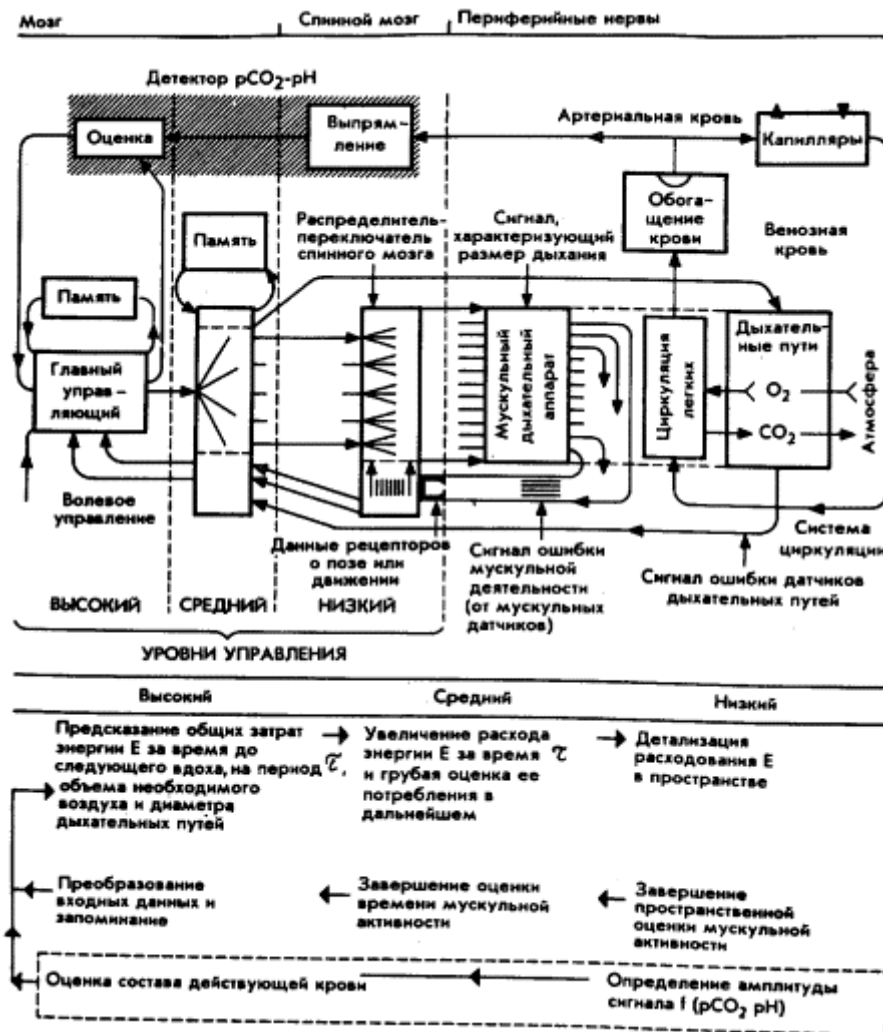 Мозг
Спинной мозг
Периферийные нервы
Детектор pCO₂-pH
Оценка
Выпрям-
ление
Артериальная кровь
Капилляры
Обога-
щение
крови
Венозная
кровь
Память
Распределитель-
переключатель
спинного мозга
Сигнал,
характеризующий
размер дыхания
Память
Главный
управ-
ляющий
Мускульный
дыхательный
аппарат
Циркуляция
легких
Дыхатель-
ные пути
O₂
CO₂
Атмосфера
Волевое
управление
Данные рецепторов
о позе или
движении
Сигнал ошибки
мускульной
деятельности
(от мускульных
датчиков)
Система
циркуляции
Сигнал ошибки датчиков
дыхательных путей
ВЫСОКИЙ
СРЕДНИЙ
НИЗКИЙ
УРОВНИ УПРАВЛЕНИЯ
Высокий
Средний
Низкий
Предсказание общих затрат
энергии E за время до
следующего вдоха, на период τ,
объема необходимого
воздуха и диаметра
дыхательных путей
Увеличение расхода
энергии E за время τ
и грубая оценка ее
потребления в
дальнейшем
Детализация
расходования E
в пространстве
Преобразование
входных данных и
запоминание
Завершение оценки
времени мускульной
активности
Завершение
пространственной
оценки мускульной
активности
Оценка состава действующей крови
Определение амплитуды
сигнала f (pCO₂ pH)